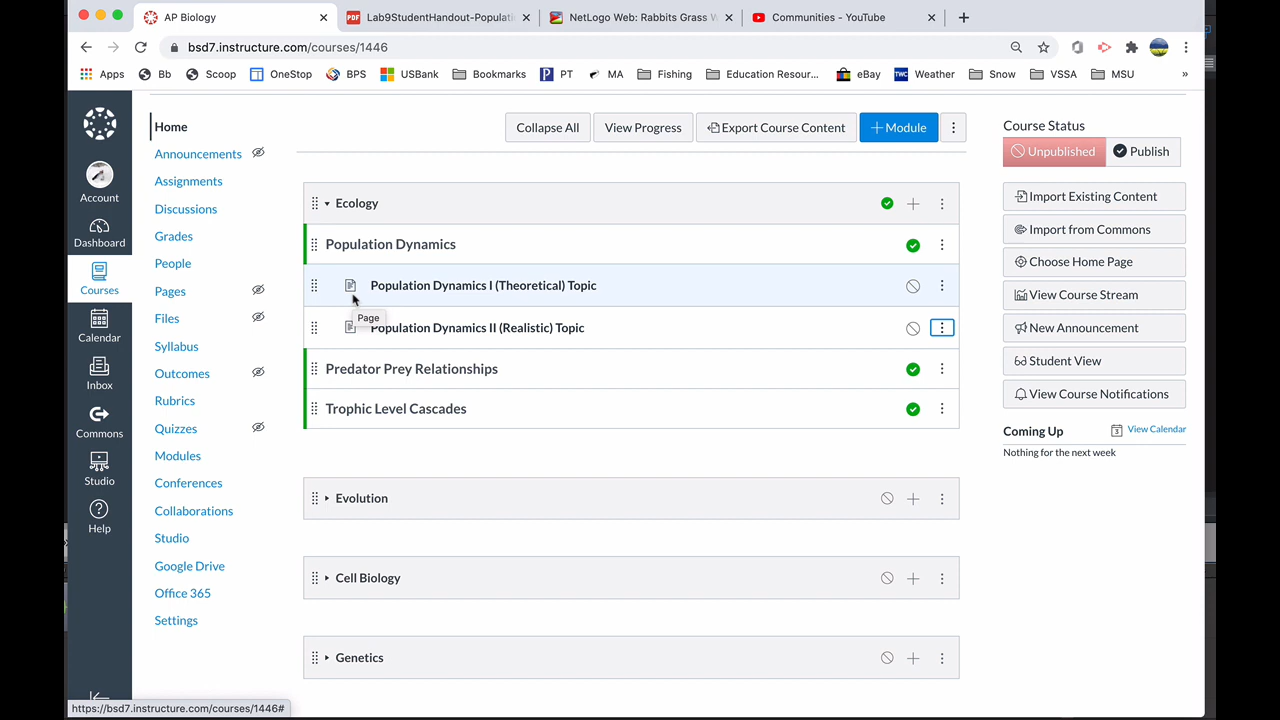 AP Biology
Lab9StudentHandout-Populati
NetLogo Web: Rabbits Grass W
Communities - YouTube
bsd7.instructure.com/courses/1446
Apps
Bb
Scoop
OneStop
BPS
USBank
Bookmarks
PT
MA
Fishing
Educational Resour...
eBay
Weather
Snow
VSSA
MSU
»
Account
Dashboard
Courses
Calendar
Inbox
Commons
Studio
Help
Home
Announcements
Assignments
Discussions
Grades
People
Pages
Files
Syllabus
Outcomes
Rubrics
Quizzes
Modules
Conferences
Collaborations
Studio
Google Drive
Office 365
Settings
Collapse All
View Progress
Export Course Content
+ Module
Ecology
Population Dynamics
Population Dynamics I (Theoretical) Topic
Page
Population Dynamics II (Realistic) Topic
Predator Prey Relationships
Trophic Level Cascades
Evolution
Cell Biology
Genetics
Course Status
Unpublished
Publish
Import Existing Content
Import from Commons
Choose Home Page
View Course Stream
New Announcement
Student View
View Course Notifications
Coming Up
View Calendar
Nothing for the next week
https://bsd7.instructure.com/courses/1446#